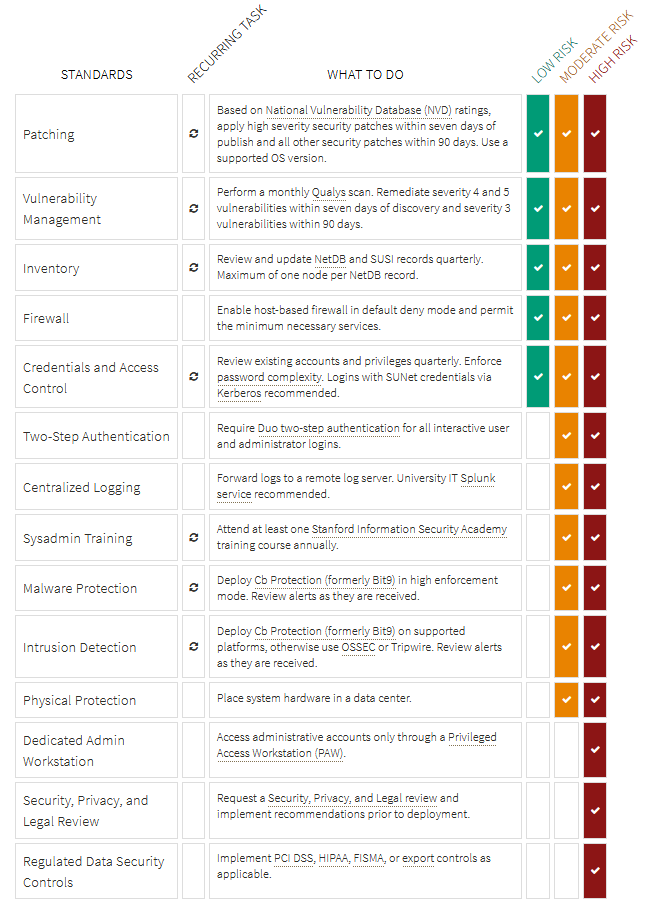 RECURRING TASK
LOW RISK
MODERATE RISK
HIGH RISK
STANDARDS
WHAT TO DO
Patching
Based on National Vulnerability Database (NVD) ratings,
apply high severity security patches within seven days of
publish and all other security patches within 90 days. Use a
supported OS version.
Vulnerability
Management
Perform a monthly Qualys scan. Remediate severity 4 and 5
vulnerabilities within seven days of discovery and severity 3
vulnerabilities within 90 days.
Inventory
Review and update NetDB and SUSI records quarterly.
Maximum of one node per NetDB record.
Firewall
Enable host-based firewall in default deny mode and permit
the minimum necessary services.
Credentials and Access
Control
Review existing accounts and privileges quarterly. Enforce
password complexity. Logins with SUNet credentials via
Kerberos recommended.
Two-Step Authentication
Require Duo two-step authentication for all interactive user
and administrator logins.
Centralized Logging
Forward logs to a remote log server. University IT Splunk
service recommended.
Sysadmin Training
Attend at least one Stanford Information Security Academy
training course annually.
Malware Protection
Deploy Cb Protection (formerly Bit9) in high enforcement
mode. Review alerts as they are received.
Intrusion Detection
Deploy Cb Protection (formerly Bit9) on supported
platforms, otherwise use OSSEC or Tripwire. Review alerts
as they are received.
Physical Protection
Place system hardware in a data center.
Dedicated Admin
Workstation
Access administrative accounts only through a Privileged
Access Workstation (PAW).
Security, Privacy, and
Legal Review
Request a Security, Privacy, and Legal review and
implement recommendations prior to deployment.
Regulated Data Security
Controls
Implement PCI DSS, HIPAA, FISMA, or export controls as
applicable.